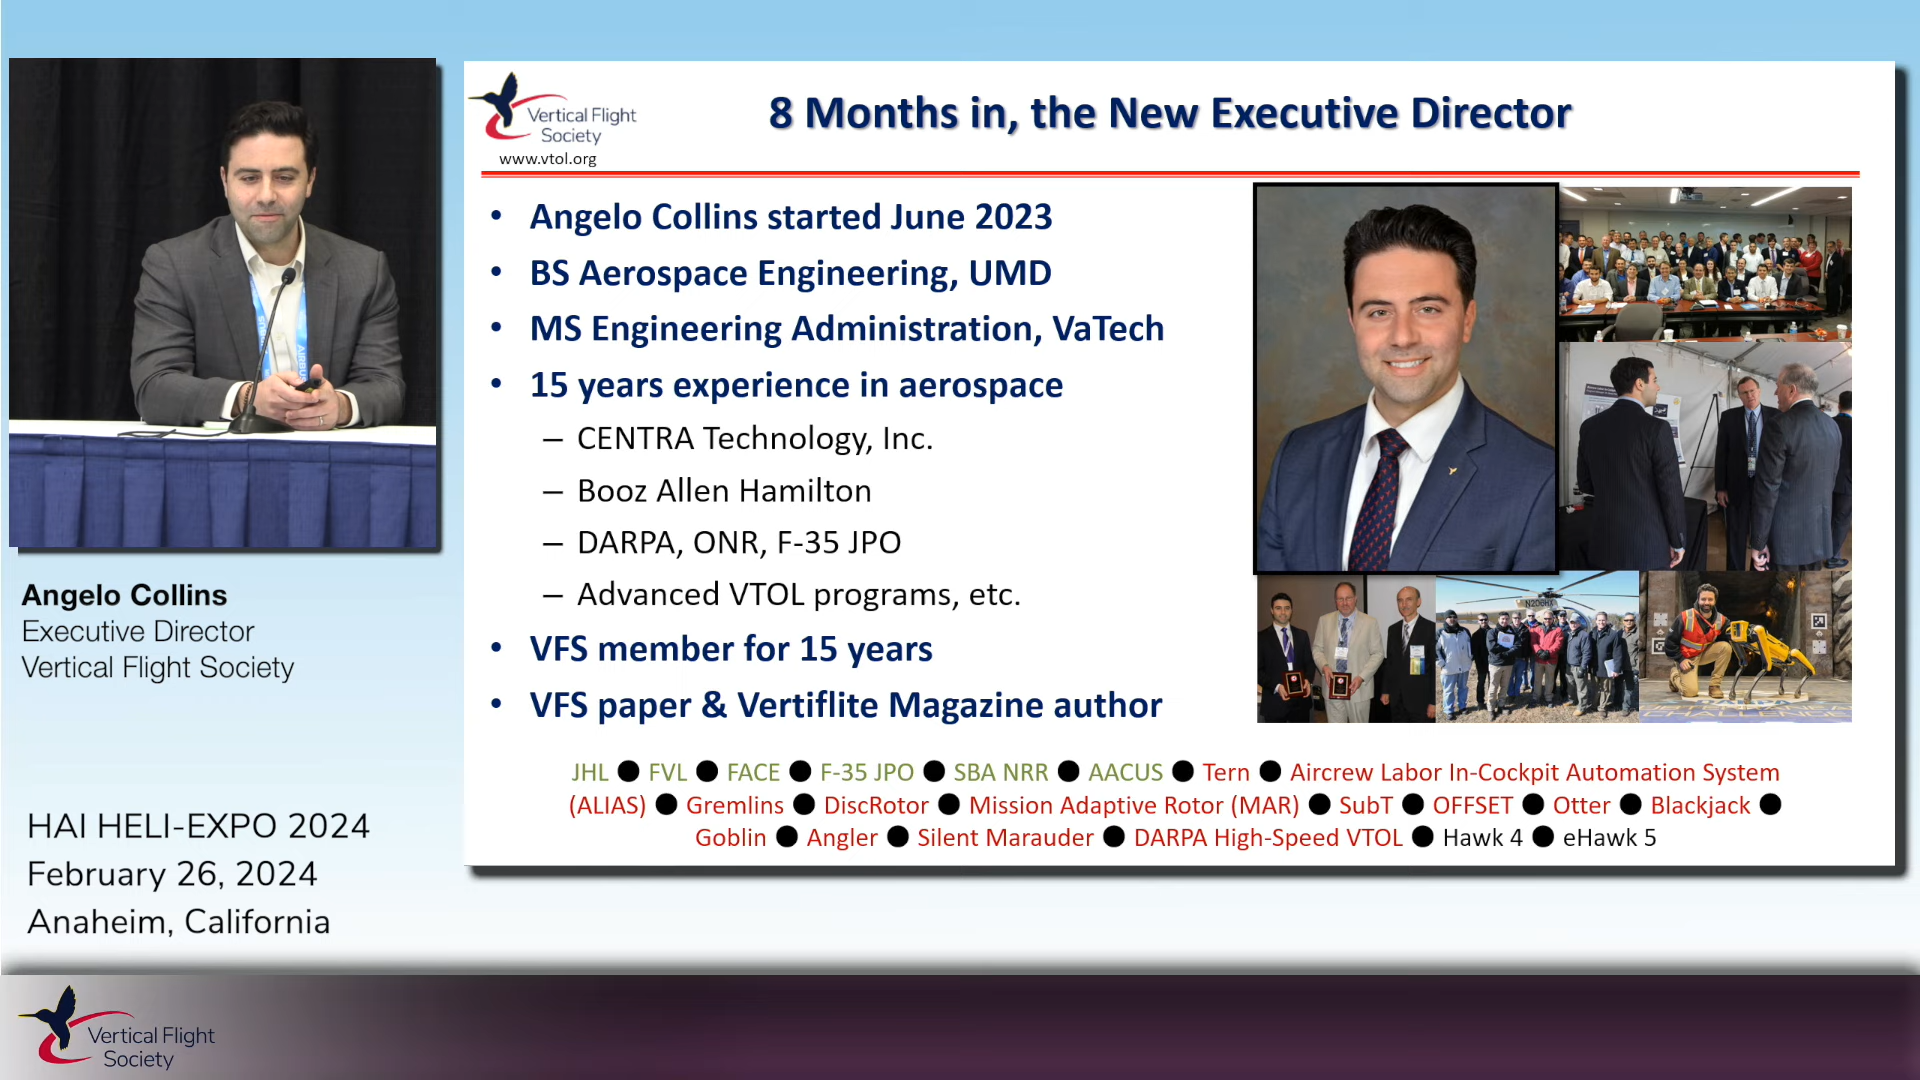 Vertical Flight
Society
www.vtol.org
8 Months in, the New Executive Director
• Angelo Collins started June 2023
• BS Aerospace Engineering, UMD
• MS Engineering Administration, VaTech
• 15 years experience in aerospace
– CENTRA Technology, Inc.
– Booz Allen Hamilton
– DARPA, ONR, F-35 JPO
– Advanced VTOL programs, etc.
• VFS member for 15 years
• VFS paper & Vertiflite Magazine author
JHL ● FVL ● FACE ● F-35 JPO ● SBA NRR ● AACUS ● Tern ● Aircrew Labor In-Cockpit Automation System
(ALIAS) ● Gremlins ● DiscRotor ● Mission Adaptive Rotor (MAR) ● SubT ● OFFSET ● Otter ● Blackjack ●
Goblin ● Angler ● Silent Marauder ● DARPA High-Speed VTOL ● Hawk 4 ● eHawk 5
AIRBUS
Angelo Collins
Executive Director
Vertical Flight Society
HAI HELI-EXPO 2024
February 26, 2024
Anaheim, California
Vertical Flight
Society